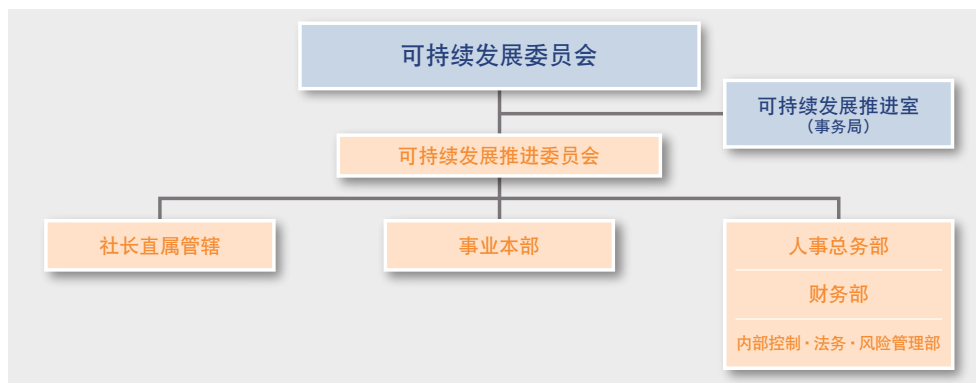 可持续发展委员会
可持续发展推进室
（事务局）
可持续发展推进委员会
社长直属管辖
事业本部
人事总务部
财务部
内部控制·法务·风险管理部